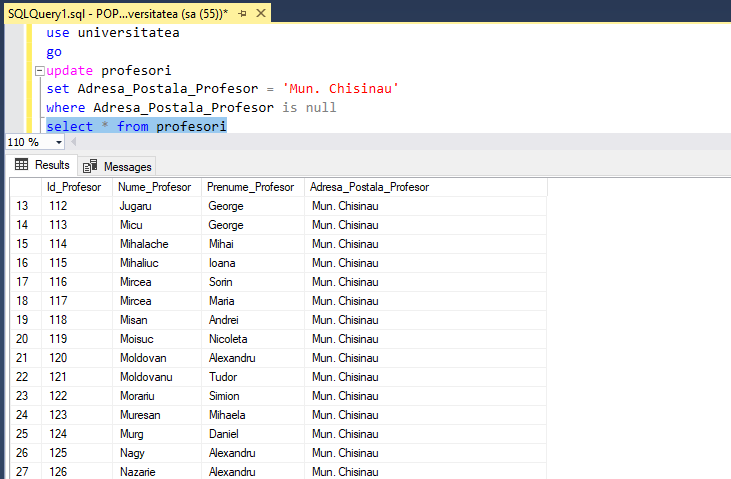 SQLQuery1.sql - POP...versitatea (sa (55))*
use universitatea
go
update profesori
set Adresa_Postala_Profesor = 'Mun. Chisinau'
where Adresa_Postala_Profesor is null
select * from profesori
110 %
Results Messages
Id_Profesor Nume_Profesor Prenume_Profesor Adresa_Postala_Profesor
13 112 Jugaru George Mun. Chisinau
14 113 Micu George Mun. Chisinau
15 114 Mihalache Mihai Mun. Chisinau
16 115 Mihaliuc Ioana Mun. Chisinau
17 116 Mircea Sorin Mun. Chisinau
18 117 Mircea Maria Mun. Chisinau
19 118 Misan Andrei Mun. Chisinau
20 119 Moisuc Nicoleta Mun. Chisinau
21 120 Moldovan Alexandru Mun. Chisinau
22 121 Moldovanu Tudor Mun. Chisinau
23 122 Morariu Simion Mun. Chisinau
24 123 Muresan Mihaela Mun. Chisinau
25 124 Murg Daniel Mun. Chisinau
26 125 Nagy Alexandru Mun. Chisinau
27 126 Nazarie Alexandru Mun. Chisinau